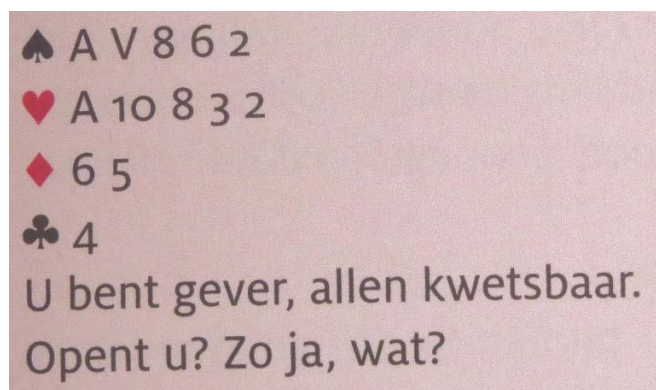 ♠ A V 8 6 2
♥ A 10 8 3 2
♦ 6 5
♣ 4
U bent gever, allen kwetsbaar.
Opent u? Zo ja, wat?